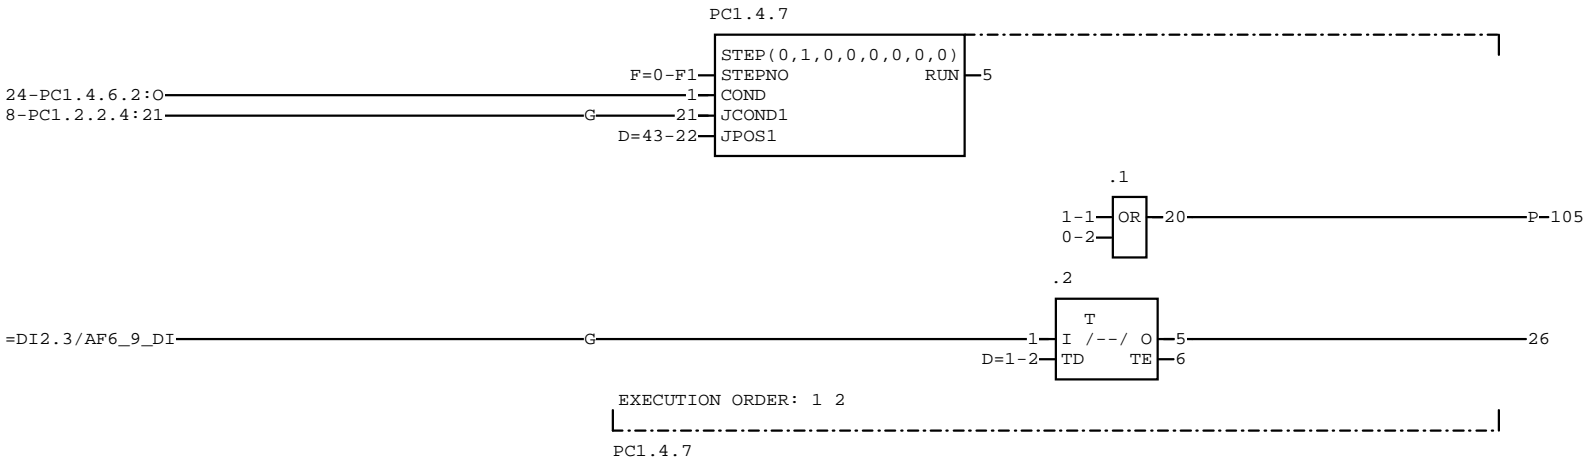 PC1.4.7
STEP(0,1,0,0,0,0,0,0)
F=0-F1 STEPNO RUN 5
24-PC1.4.6.2:O 1 COND
8-PC1.2.2.4:21 G 21 JCOND1
D=43-22 JPOS1
.1
1-1 OR 20 P-105
0-2
.2
T
=DI2.3/AF6_9_DI G 1 I /--/ O 5 26
D=1-2 TD TE 6
EXECUTION ORDER: 1 2
PC1.4.7